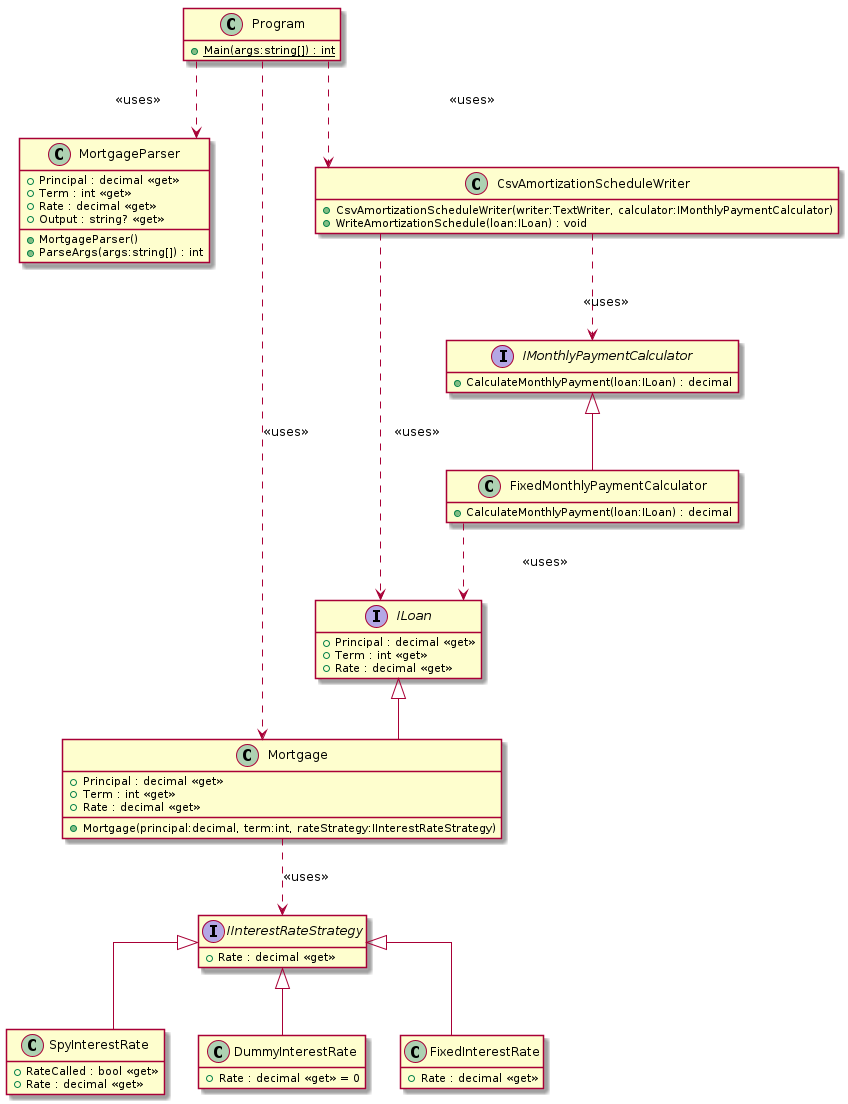 C Program
Main(args:string[]) : int
«uses»
«uses»
C MortgageParser
Principal : decimal «get»
Term : int «get»
Rate : decimal «get»
Output : string? «get»
MortgageParser()
ParseArgs(args:string[]) : int
C CsvAmortizationScheduleWriter
CsvAmortizationScheduleWriter(writer:TextWriter, calculator:IMonthlyPaymentCalculator)
WriteAmortizationSchedule(loan:ILoan) : void
«uses»
I IMonthlyPaymentCalculator
CalculateMonthlyPayment(loan:ILoan) : decimal
«uses»
«uses»
C FixedMonthlyPaymentCalculator
CalculateMonthlyPayment(loan:ILoan) : decimal
«uses»
I ILoan
Principal : decimal «get»
Term : int «get»
Rate : decimal «get»
C Mortgage
Principal : decimal «get»
Term : int «get»
Rate : decimal «get»
Mortgage(principal:decimal, term:int, rateStrategy:IInterestRateStrategy)
«uses»
I IInterestRateStrategy
Rate : decimal «get»
C SpyInterestRate
RateCalled : bool «get»
Rate : decimal «get»
C DummyInterestRate
Rate : decimal «get» = 0
C FixedInterestRate
Rate : decimal «get»